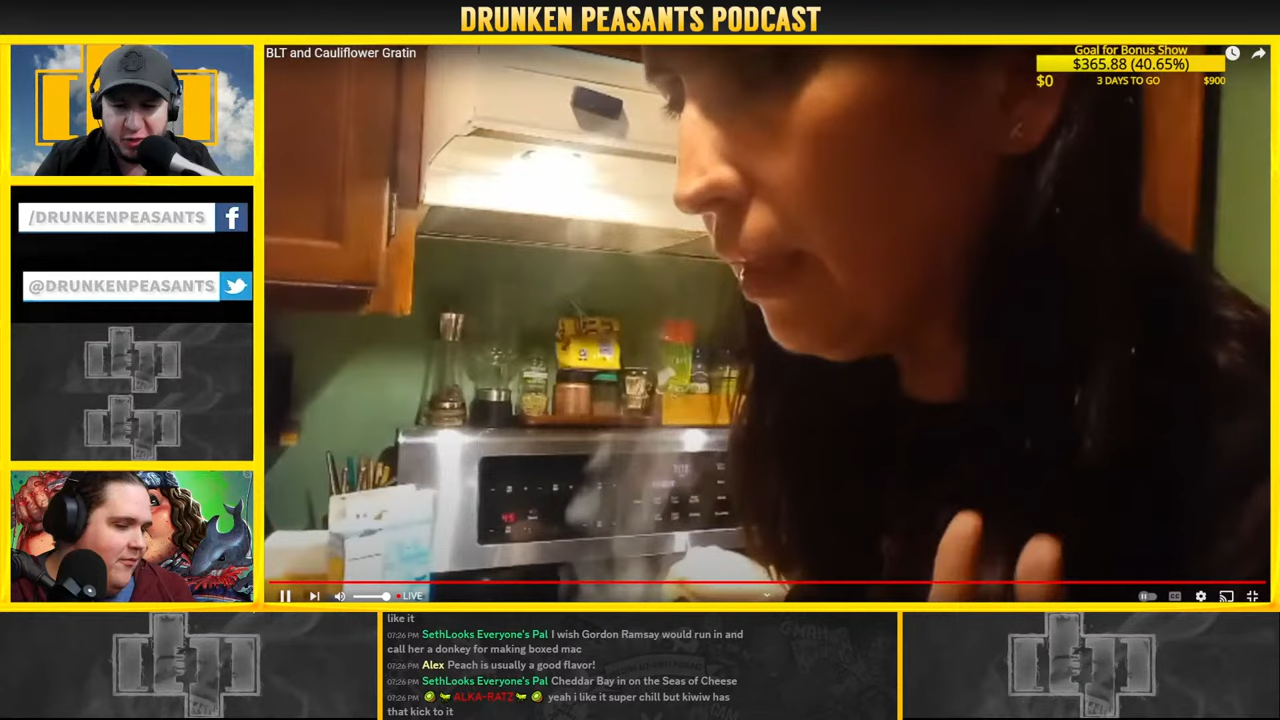 DRUNKEN PEASANTS PODCAST
BLT and Cauliflower Gratin
Goal for Bonus Show
$365.88 (40.65%)
$0 3 DAYS TO GO $900
/DRUNKENPEASANTS
@DRUNKENPEASANTS
LIVE
like it
07:26 PM SethLooks Everyone's Pal I wish Gordon Ramsay would run in and
call her a donkey for making boxed mac
07:26 PM Alex Peach is usually a good flavor!
07:26 PM SethLooks Everyone's Pal Cheddar Bay in on the Seas of Cheese
07:26 PM ALKA-RATZ yeah i like it super chill but kiwiw has
that kick to it